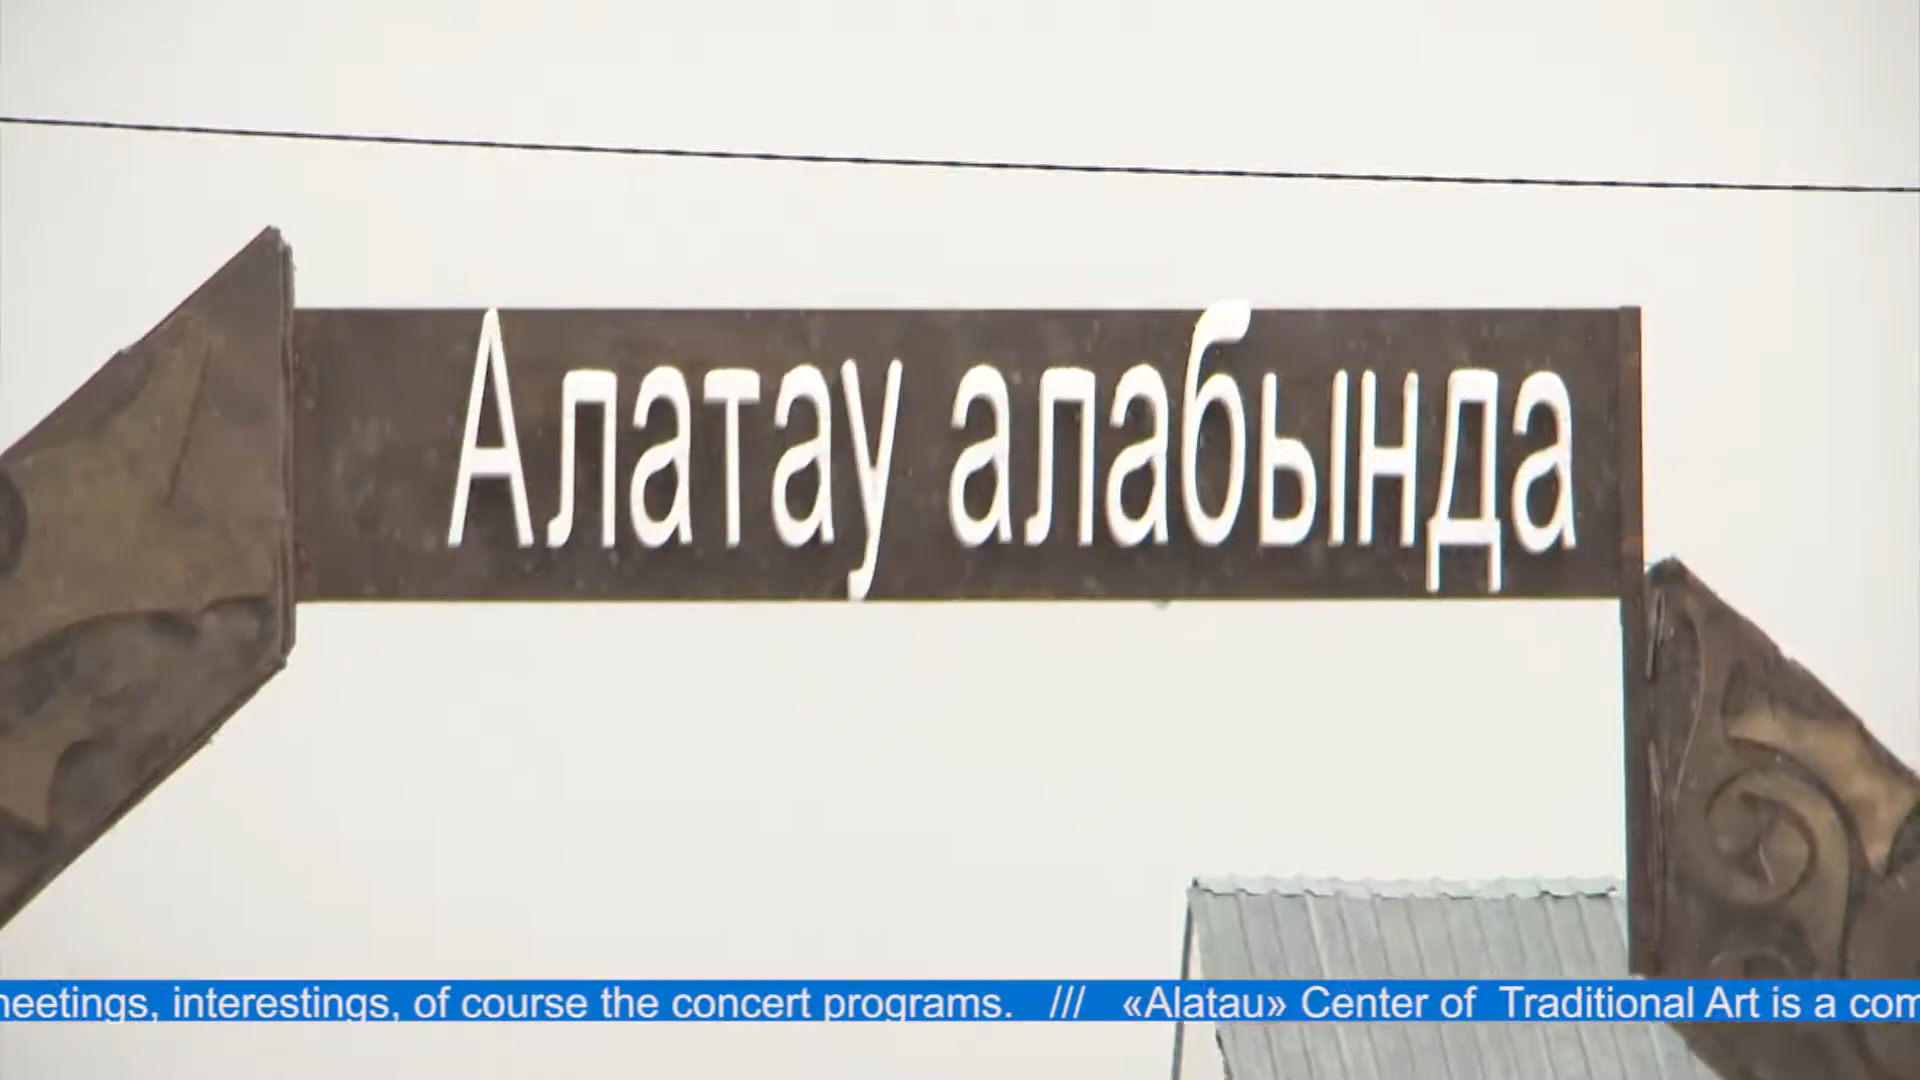 Алатау алабында
meetings, interestings, of course the concert programs. /// «Alatau» Center of Traditional Art is a com